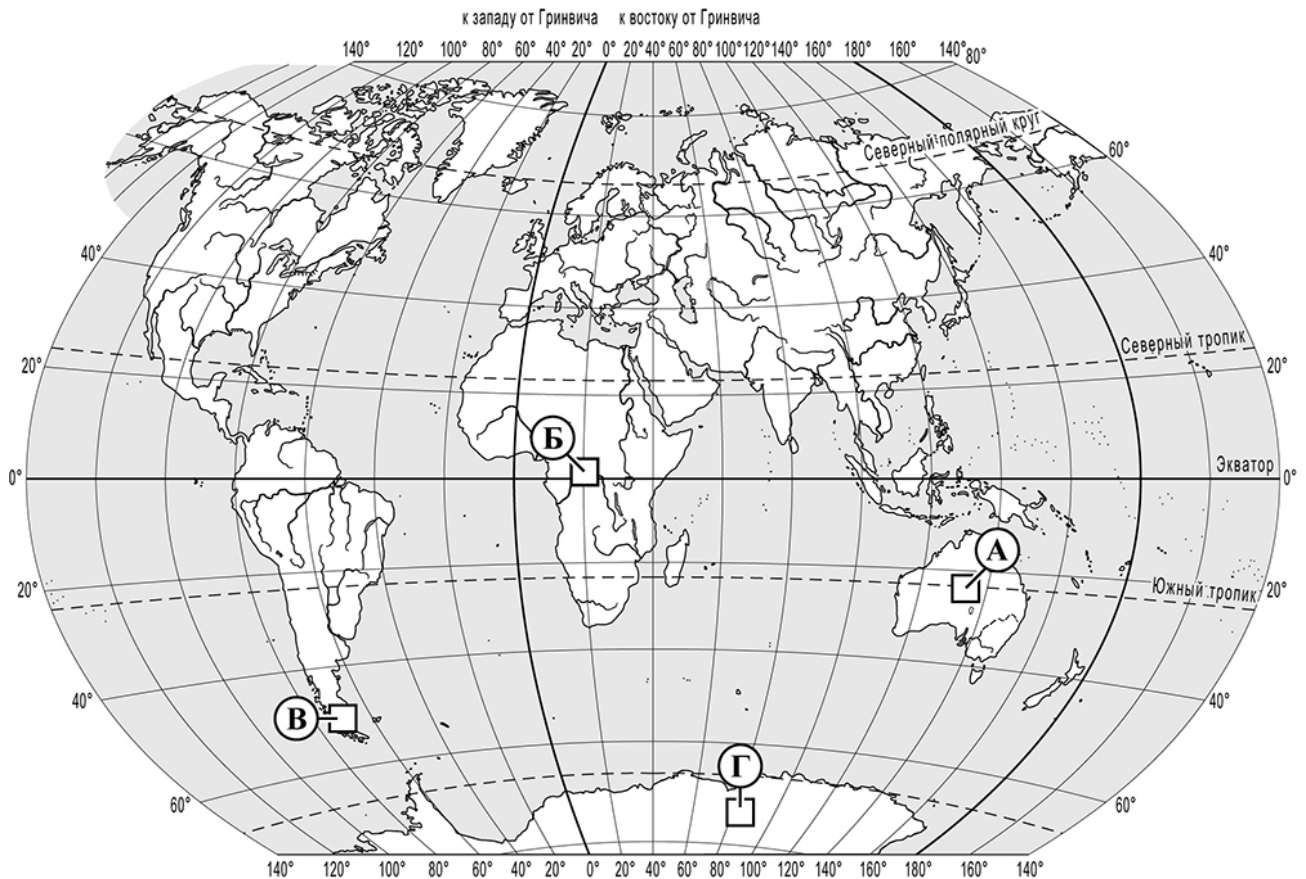 к западу от Гринвича к востоку от Гринвича
140° 120° 100° 80° 60° 40° 20° 0° 20° 40° 60° 80° 100° 120° 140° 160° 180° 160° 140° 80°
Северный полярный круг
60°
40° 40°
Северный тропик
20° 20°
Б
Экватор
0° 0°
А
Южный тропик
20° 20°
40° 40°
В
Г
60° 60°
140° 120° 100° 80° 60° 40° 20° 0° 20° 40° 60° 80° 100° 120° 140° 160° 180° 160° 140°